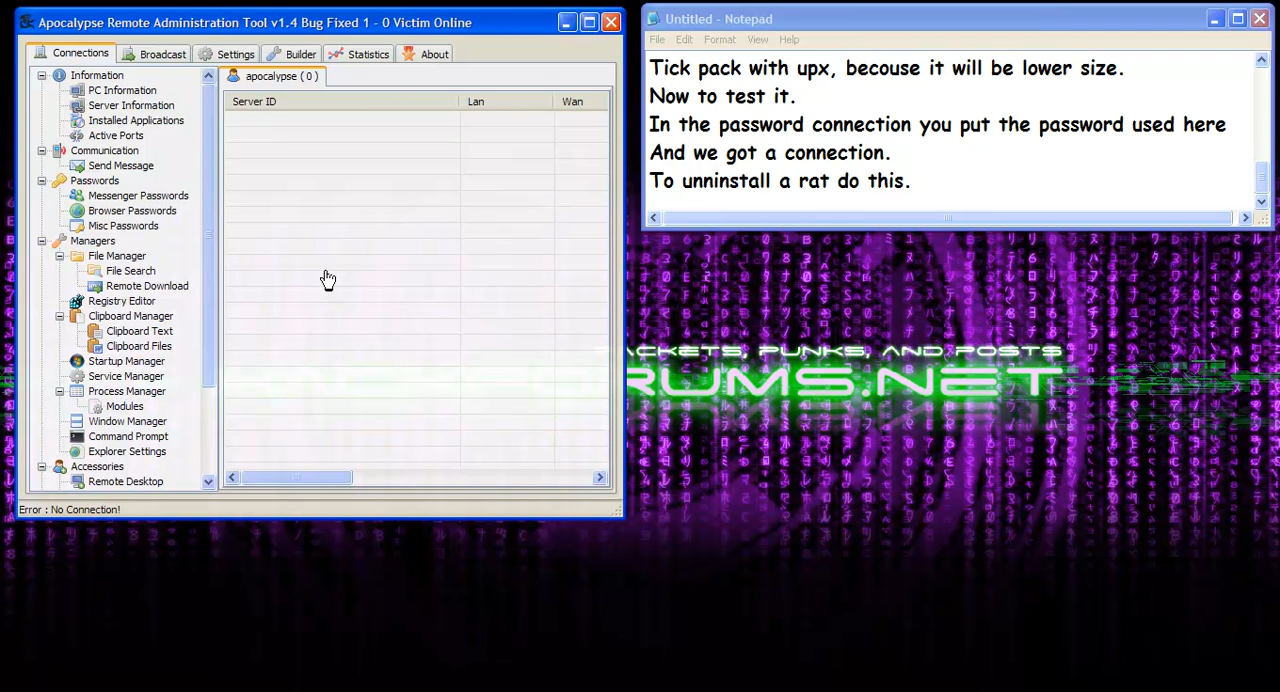 Apocalypse Remote Administration Tool v1.4 Bug Fixed 1 - 0 Victim Online
Connections
Broadcast
Settings
Builder
Statistics
About
Information
PC Information
Server Information
Installed Applications
Active Ports
Communication
Send Message
Passwords
Messenger Passwords
Browser Passwords
Misc Passwords
Managers
File Manager
File Search
Remote Download
Registry Editor
Clipboard Manager
Clipboard Text
Clipboard Files
Startup Manager
Service Manager
Process Manager
Modules
Window Manager
Command Prompt
Explorer Settings
Accessories
Remote Desktop
apocalypse ( 0 )
Server ID Lan Wan
Error : No Connection!
Untitled - Notepad
File Edit Format View Help
Tick pack with upx, becouse it will be lower size.
Now to test it.
In the password connection you put the password used here
And we got a connection.
To unninstall a rat do this.
ACKETS, PUNKS, AND POSTS
RUMS.NET